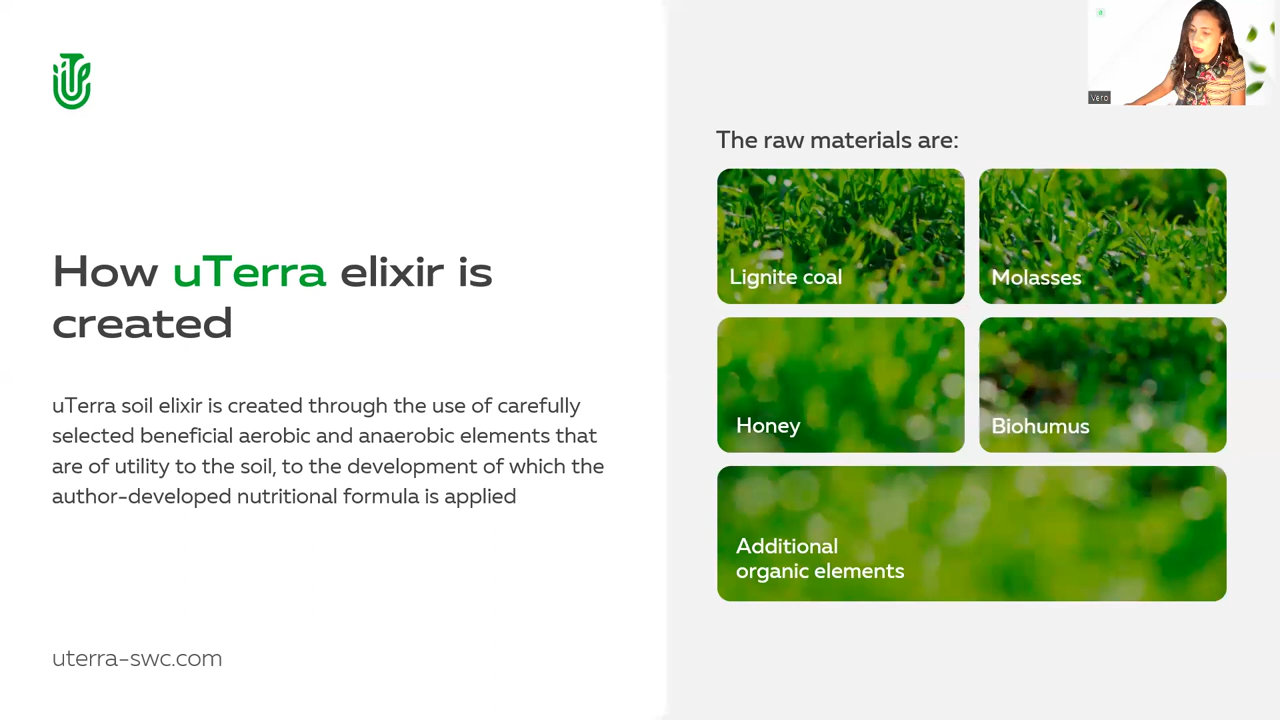 How uTerra elixir is
created
uTerra soil elixir is created through the use of carefully
selected beneficial aerobic and anaerobic elements that
are of utility to the soil, to the development of which the
author-developed nutritional formula is applied
uterra-swc.com
Vero
The raw materials are:
Lignite coal
Molasses
Honey
Biohumus
Additional
organic elements